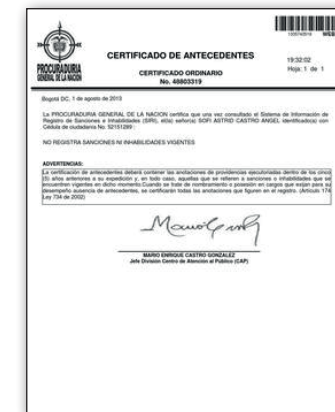 WEB
PROCURADURIA
GENERAL DE LA NACION
CERTIFICADO DE ANTECEDENTES
CERTIFICADO ORDINARIO
No. 48803319
19:32:02
Hoja: 1 de 1
Bogotá DC, 1 de agosto de 2013
La PROCURADURIA GENERAL DE LA NACIÓN certifica que una vez consultado el Sistema de Información de
Registro de Sanciones e Inhabilidades (SIRI), el(la) señor(a) SOFI ASTRID CASTRO ANGEL identificado(a) con
Cédula de ciudadanía No. 52151289 :
NO REGISTRA SANCIONES NI INHABILIDADES VIGENTES
ADVERTENCIAS:
La certificación de antecedentes deberá contener las anotaciones de providencias ejecutoriadas dentro de los cinco
(5) años anteriores a su expedición y, en todo caso, aquellas que se refieren a sanciones o inhabilidades que se
encuentren vigentes en dicho momento.Cuando se trate de nombramiento o posesión en cargos que exijan para su
desempeño ausencia de antecedentes, se certificarán todas las anotaciones que figuren en el registro. (Artículo 174
Ley 734 de 2002)
MARIO ENRIQUE CASTRO GONZALEZ
Jefe División Centro de Atención al Público (CAP)